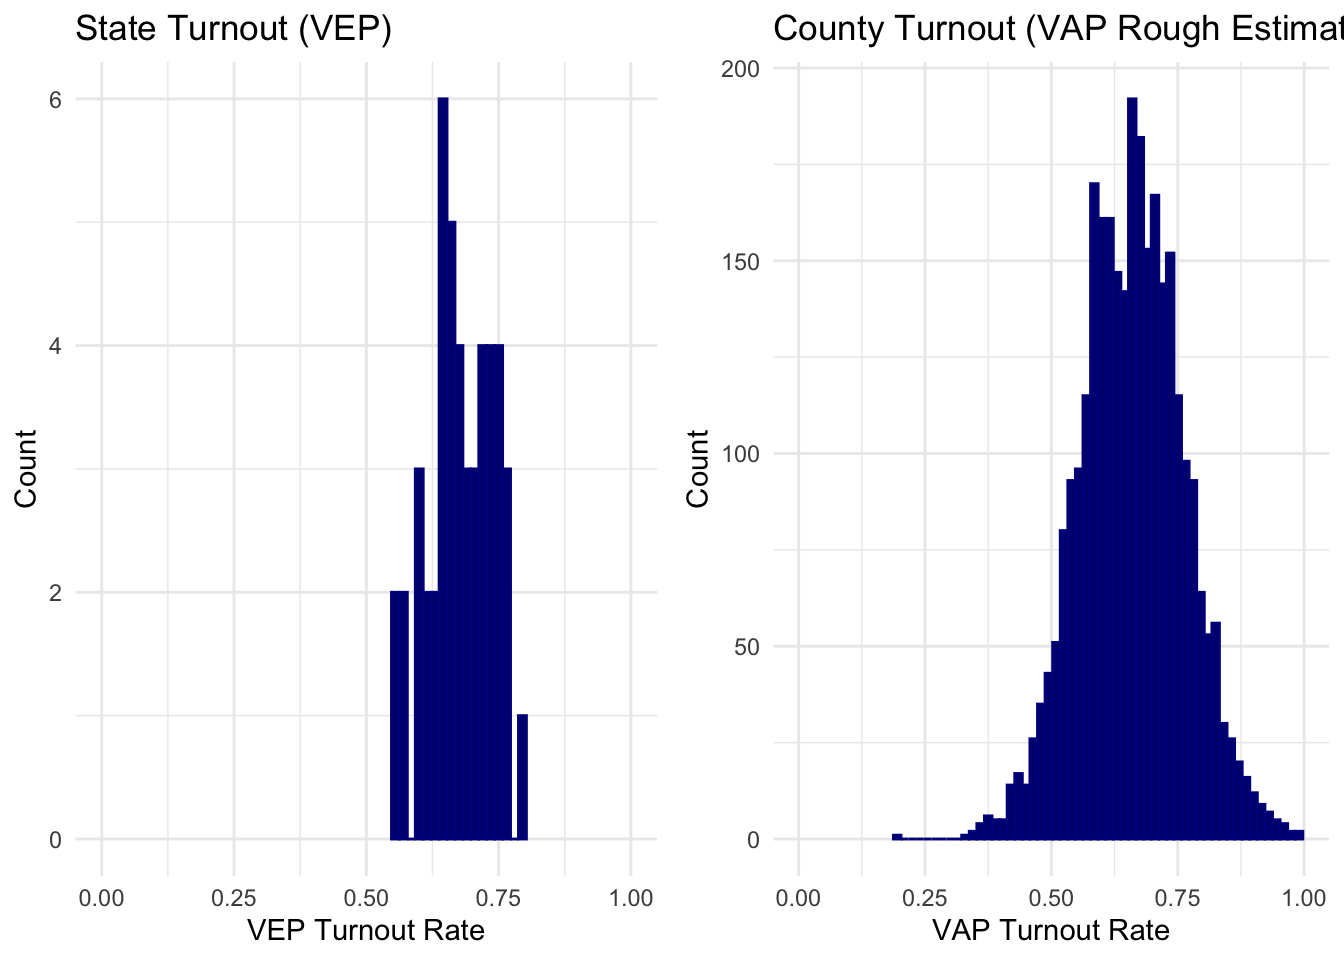 State Turnout (VEP)
6
4
2
0
Count
0.00 0.25 0.50 0.75 1.00
VEP Turnout Rate
County Turnout (VAP Rough Estimat
200
150
100
50
0
Count
0.00 0.25 0.50 0.75 1.00
VAP Turnout Rate